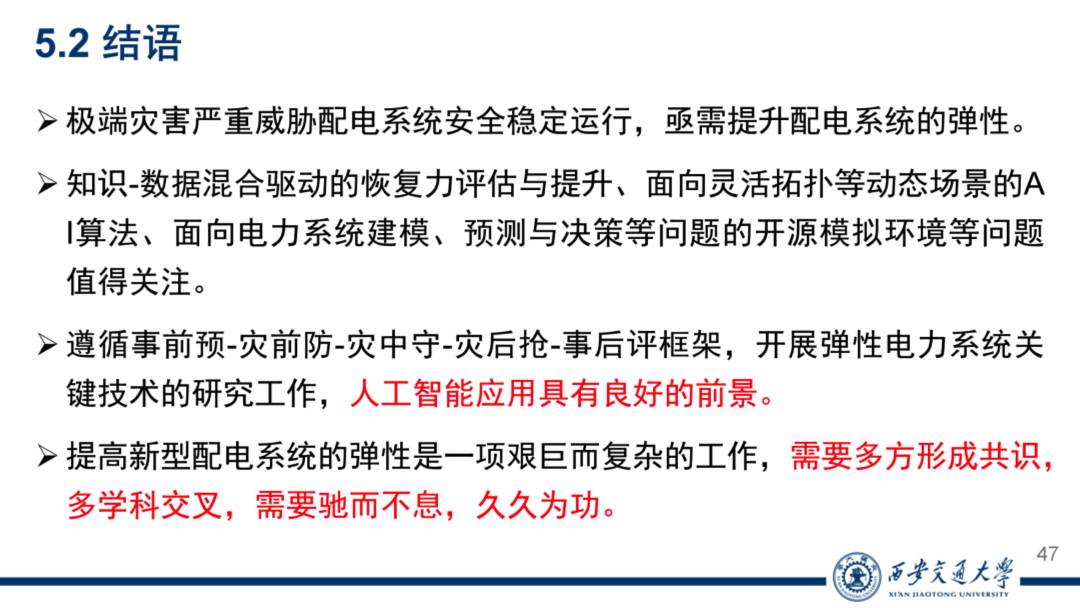 5.2 结语
➢ 极端灾害严重威胁配电系统安全稳定运行，亟需提升配电系统的弹性。
➢ 知识-数据混合驱动的恢复力评估与提升、面向灵活拓扑等动态场景的A
I算法、面向电力系统建模、预测与决策等问题的开源模拟环境等问题
值得关注。
➢ 遵循事前预-灾前防-灾中守-灾后抢-事后评框架，开展弹性电力系统关
键技术的研究工作，人工智能应用具有良好的前景。
➢ 提高新型配电系统的弹性是一项艰巨而复杂的工作，需要多方形成共识，
多学科交叉，需要驰而不息，久久为功。
47
西安交通大学
XI'AN JIAOTONG UNIVERSITY